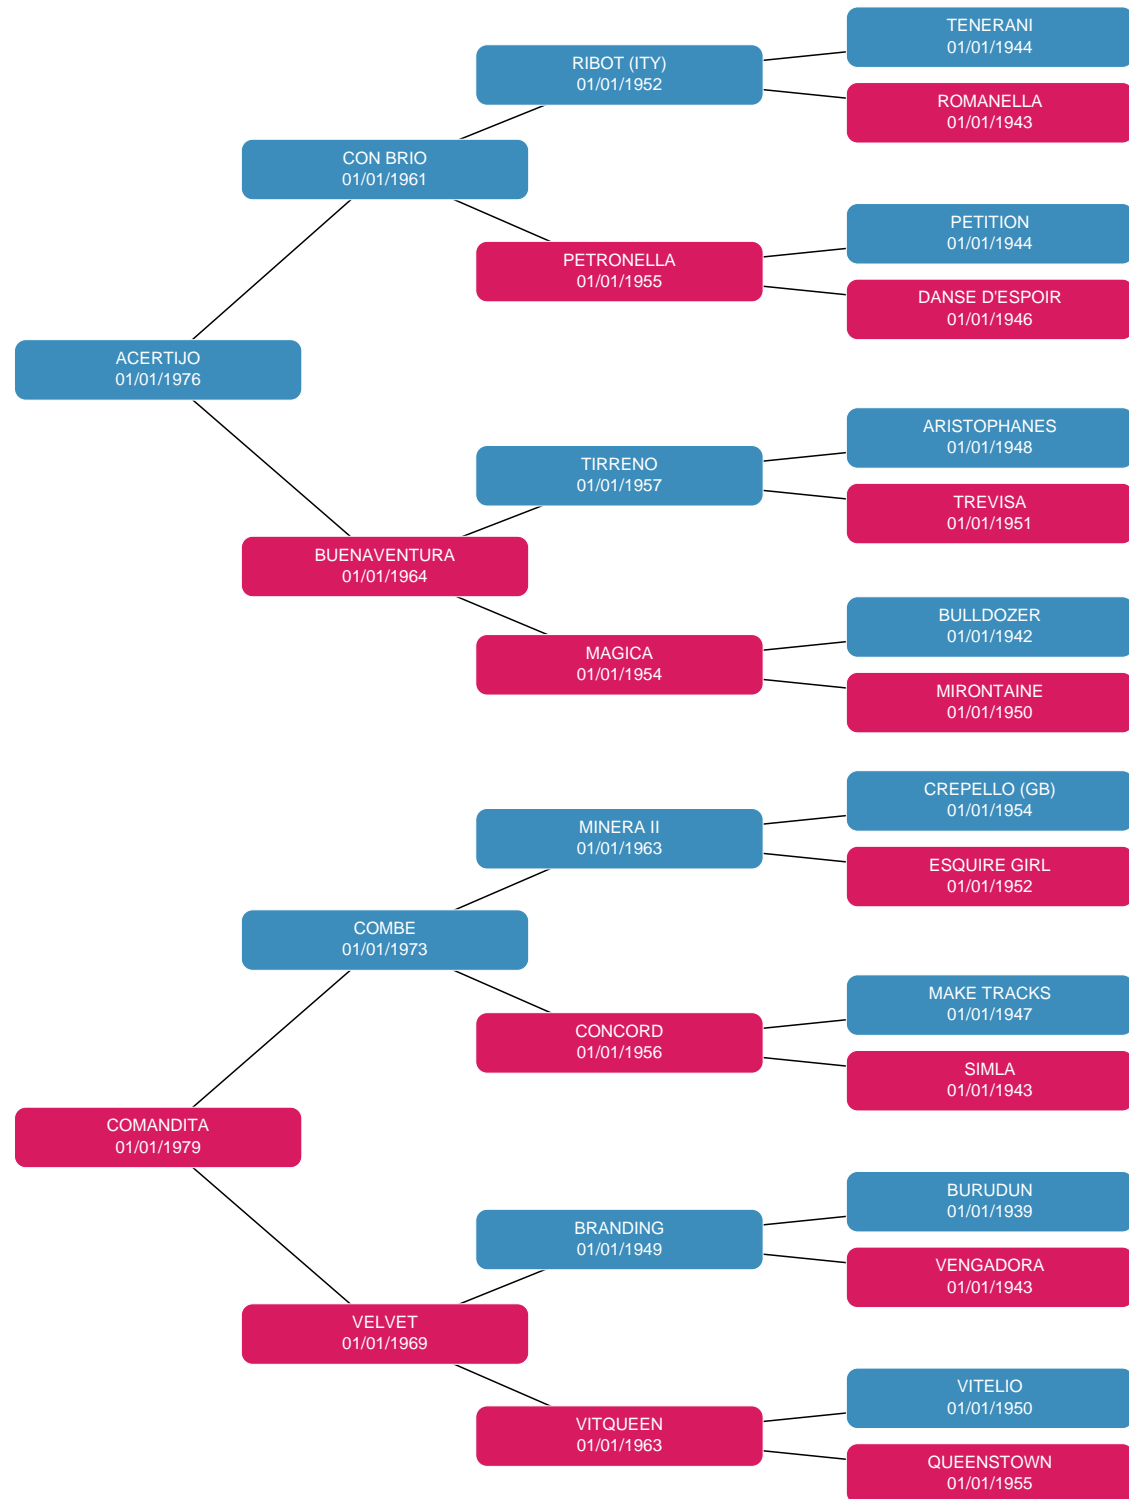 TENERANI
01/01/1944
RIBOT (ITY)
01/01/1952
ROMANELLA
01/01/1943
CON BRIO
01/01/1961
PETITION
01/01/1944
PETRONELLA
01/01/1955
DANSE D'ESPOIR
01/01/1946
ACERTIJO
01/01/1976
ARISTOPHANES
01/01/1948
TIRRENO
01/01/1957
TREVISA
01/01/1951
BUENAVENTURA
01/01/1964
BULLDOZER
01/01/1942
MAGICA
01/01/1954
MIRONTAINE
01/01/1950
CREPELLO (GB)
01/01/1954
MINERA II
01/01/1963
ESQUIRE GIRL
01/01/1952
COMBE
01/01/1973
MAKE TRACKS
01/01/1947
CONCORD
01/01/1956
SIMLA
01/01/1943
COMANDITA
01/01/1979
BURUDUN
01/01/1939
BRANDING
01/01/1949
VENGADORA
01/01/1943
VELVET
01/01/1969
VITELIO
01/01/1950
VITQUEEN
01/01/1963
QUEENSTOWN
01/01/1955